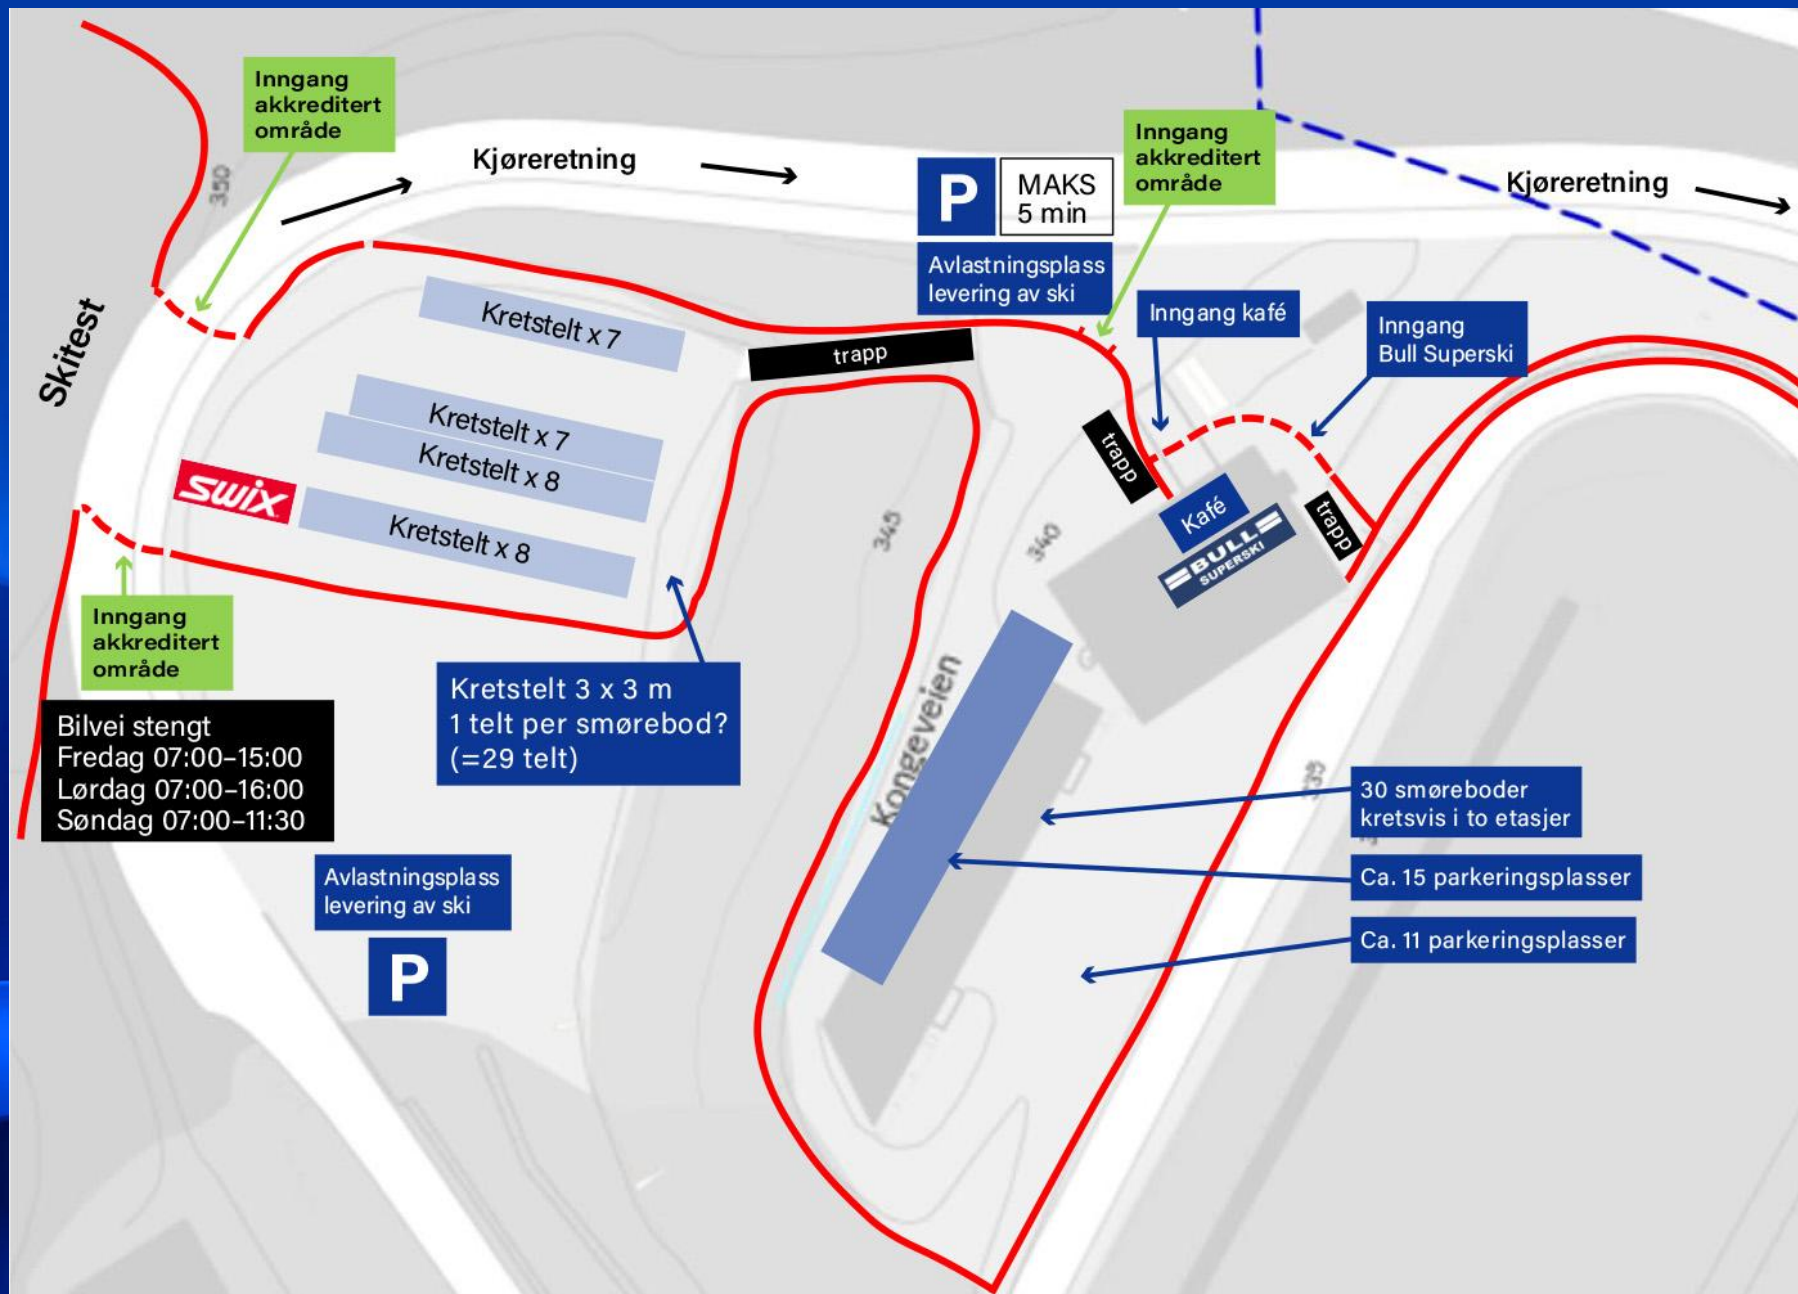 Inngang
akkreditert
område
Kjøreretning
P
MAKS
5 min
Avlastningsplass
levering av ski
Inngang
akkreditert
område
Kjøreretning
350
Skitest
Kretstelt x 7
trapp
Inngang kafé
Inngang
Bull Superski
Kretstelt x 7
Kretstelt x 8
swix
Kretstelt x 8
trapp
Kafé
BULL
SUPERSKI
trapp
345
340
Inngang
akkreditert
område
Bilvei stengt
Fredag 07:00–15:00
Lørdag 07:00–16:00
Søndag 07:00–11:30
Kretstelt 3 x 3 m
1 telt per smørebod?
(=29 telt)
Kongeveien
335
30 smøreboder
kretsvis i to etasjer
Ca. 15 parkeringsplasser
Ca. 11 parkeringsplasser
Avlastningsplass
levering av ski
P